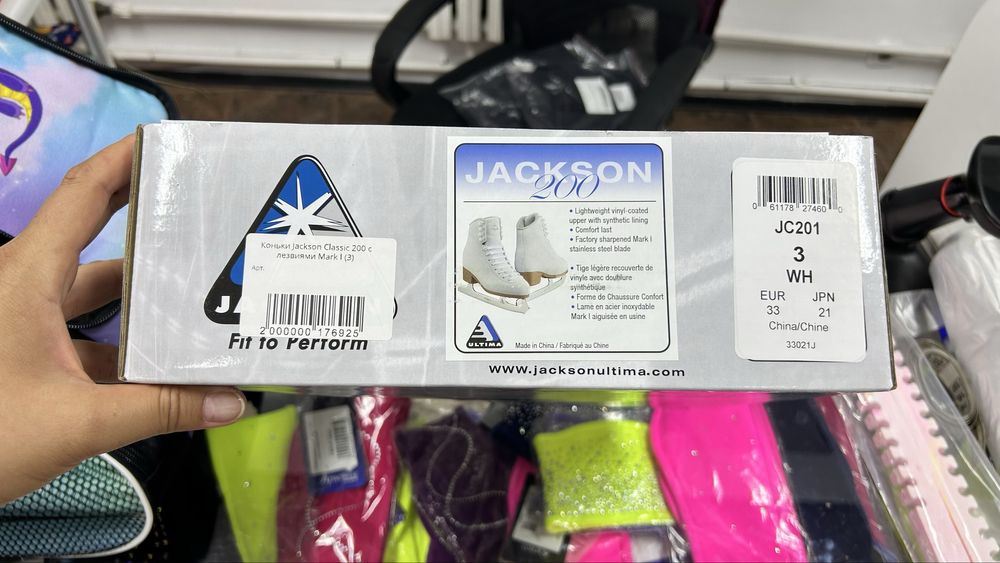 JA
Коньки Jackson Classic 200 с
лезвиями Mark I (3)
Арт.
2 000000 176925
Fit to Perform
JACKSON
200
• Lightweight vinyl-coated
upper with synthetic lining
• Comfort last
• Factory sharpened Mark I
stainless steel blade
• Tige légère recouverte de
vinyle avec doublure
synthétique
• Forme de Chaussure Confort
• Lame en acier inoxydable
Mark I aiguisée en usine
ULTIMA
Made in China / Fabriqué au Chine
www.jacksonultima.com
0 61178 27460 0
JC201
3
WH
EUR JPN
33 21
China/Chine
33021J